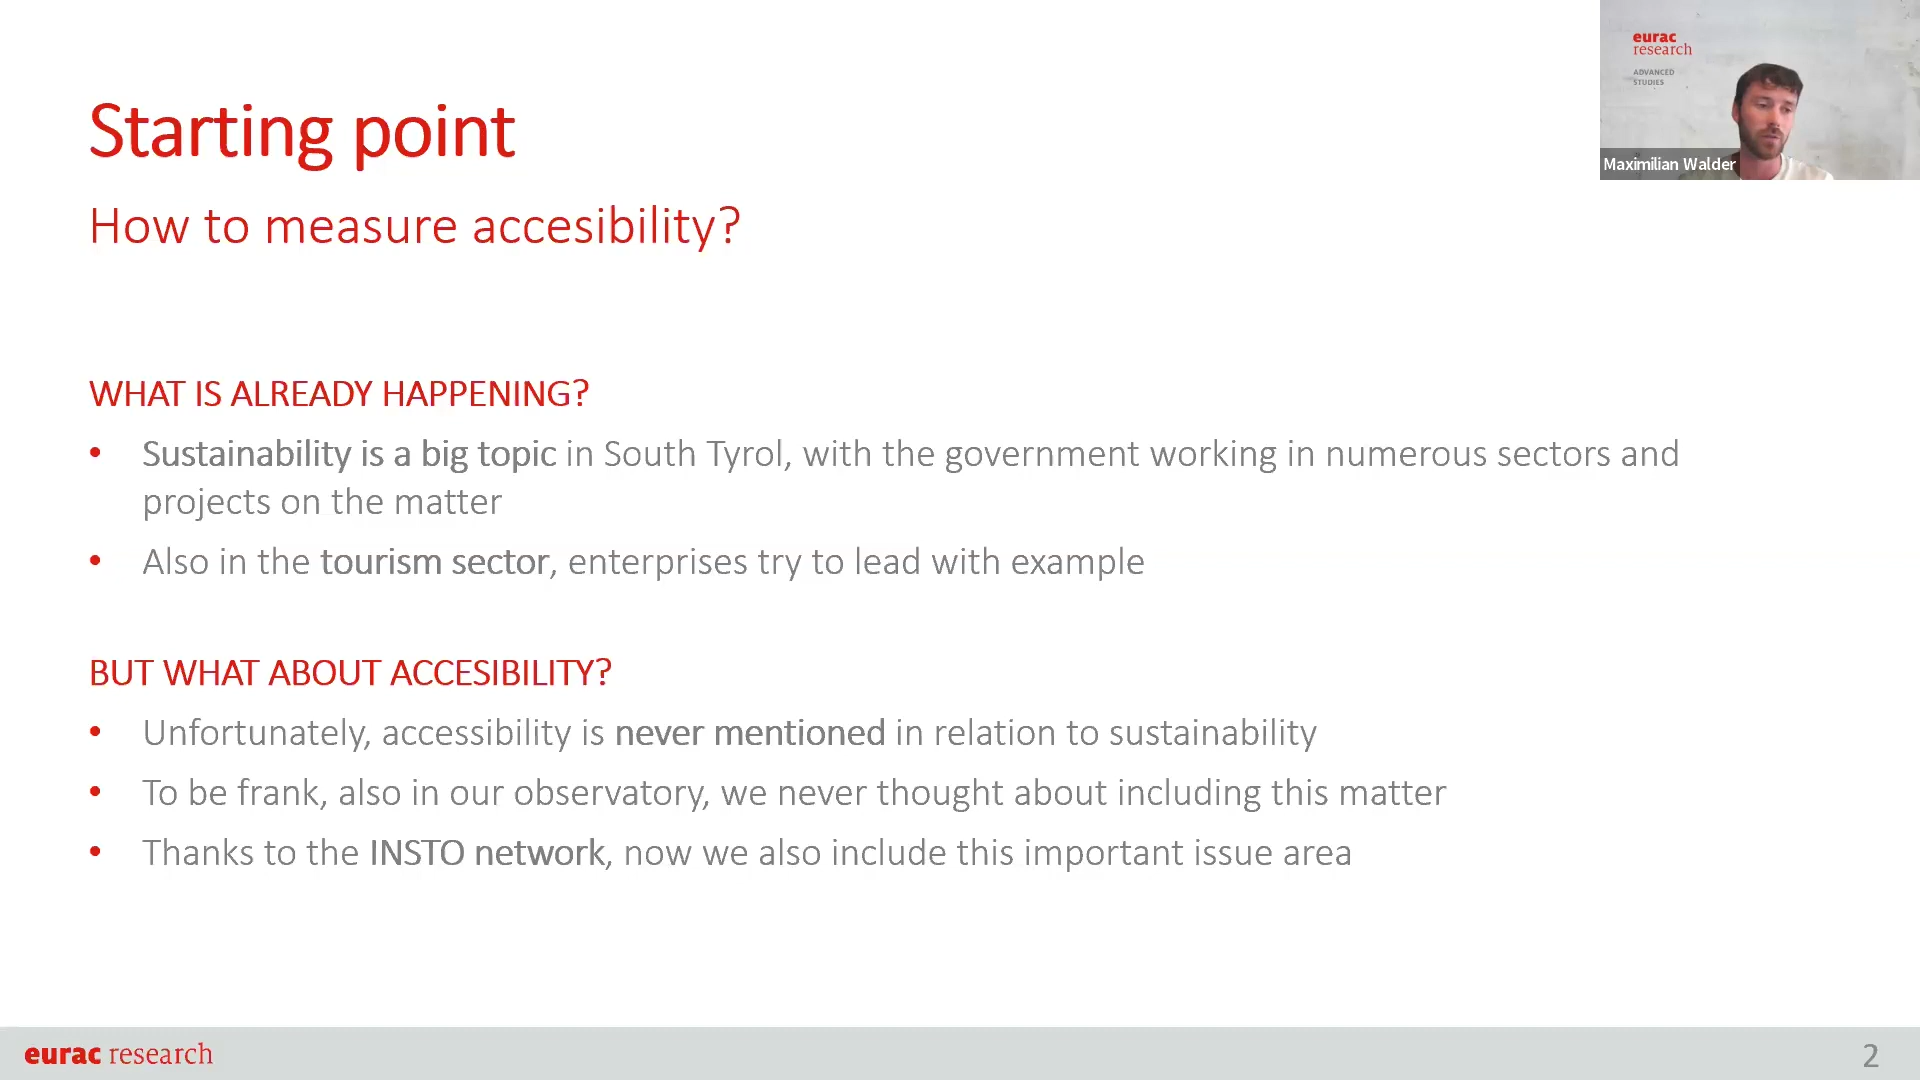 eurac
research
ADVANCED
STUDIES
Maximilian Walder
Starting point
How to measure accesibility?
WHAT IS ALREADY HAPPENING?
• Sustainability is a big topic in South Tyrol, with the government working in numerous sectors and
projects on the matter
• Also in the tourism sector, enterprises try to lead with example
BUT WHAT ABOUT ACCESIBILITY?
• Unfortunately, accessibility is never mentioned in relation to sustainability
• To be frank, also in our observatory, we never thought about including this matter
• Thanks to the INSTO network, now we also include this important issue area
eurac research
2